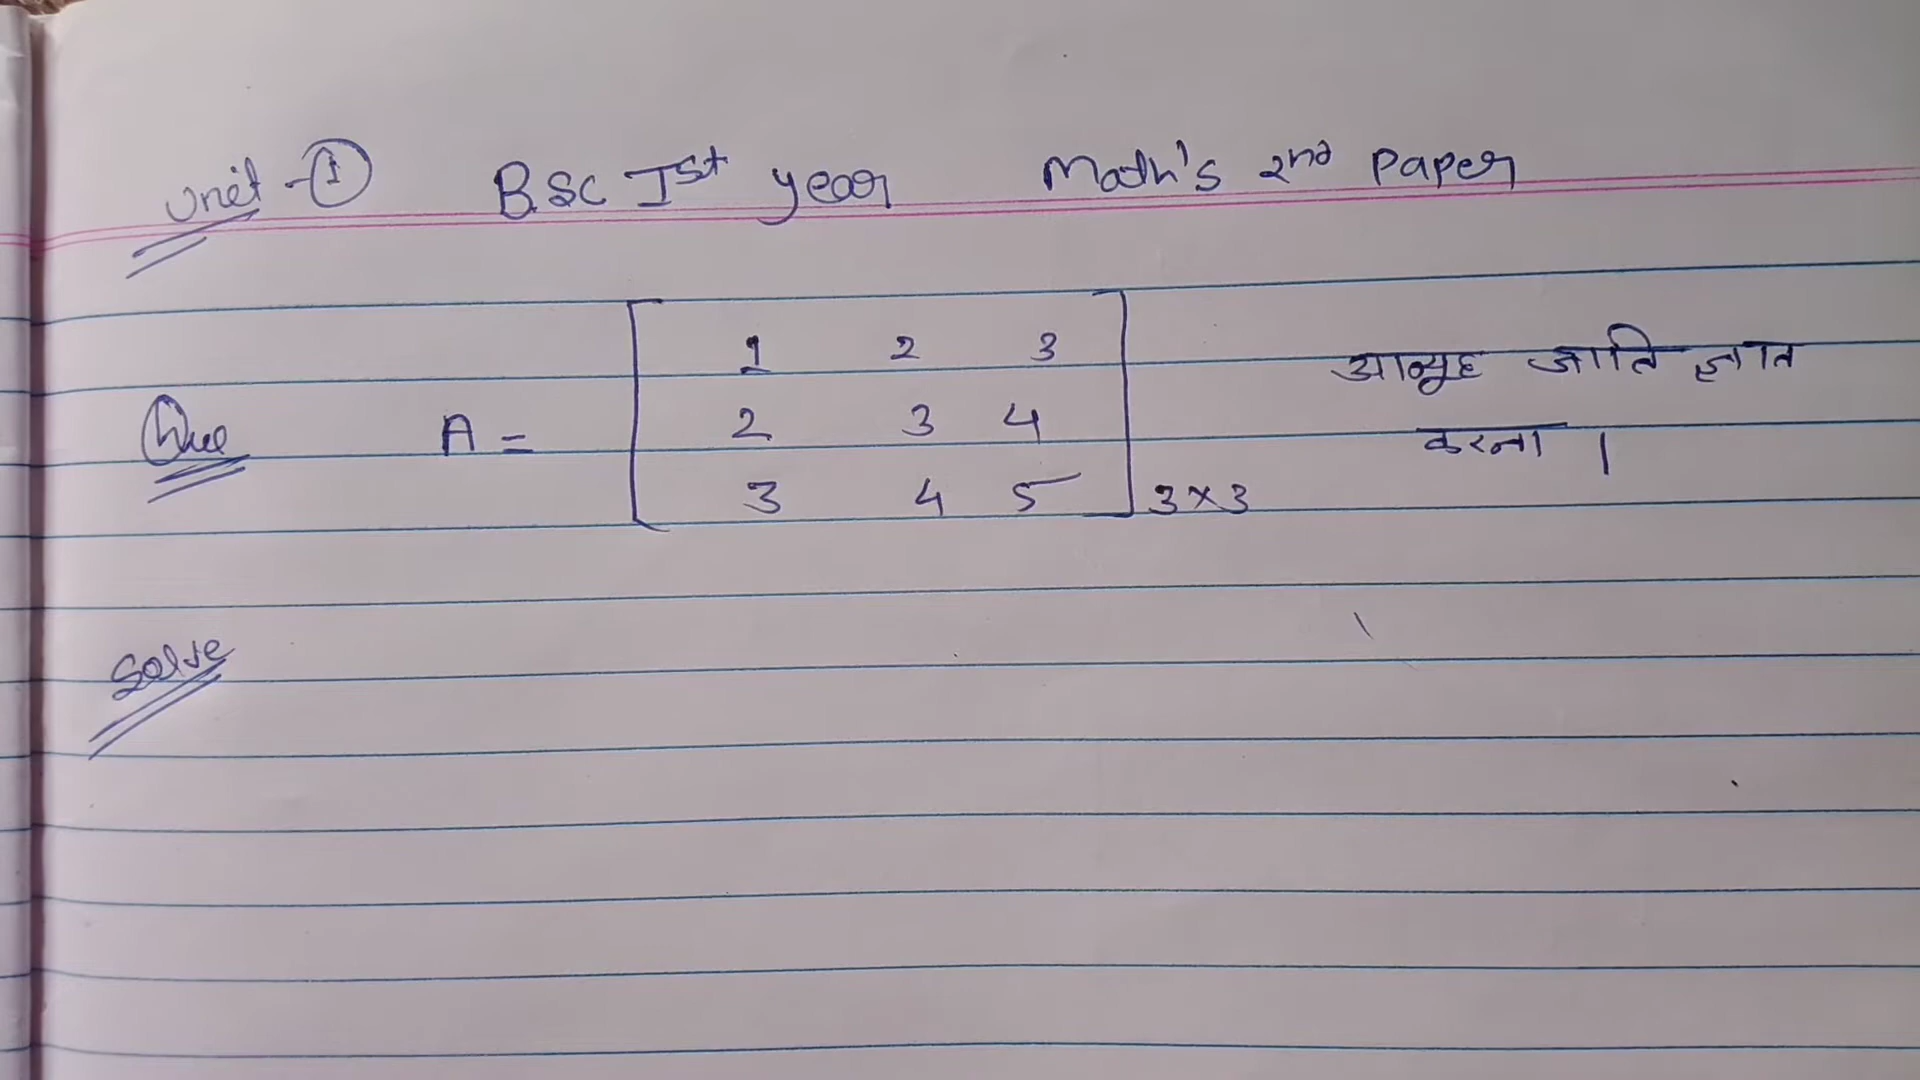 Unit - 1 BSc Ist year Math's 2nd Paper
1 2 3
आव्यूह जाति ज्ञात
Que A = 2 3 4
करना ।
3 4 5 3×3
Solve